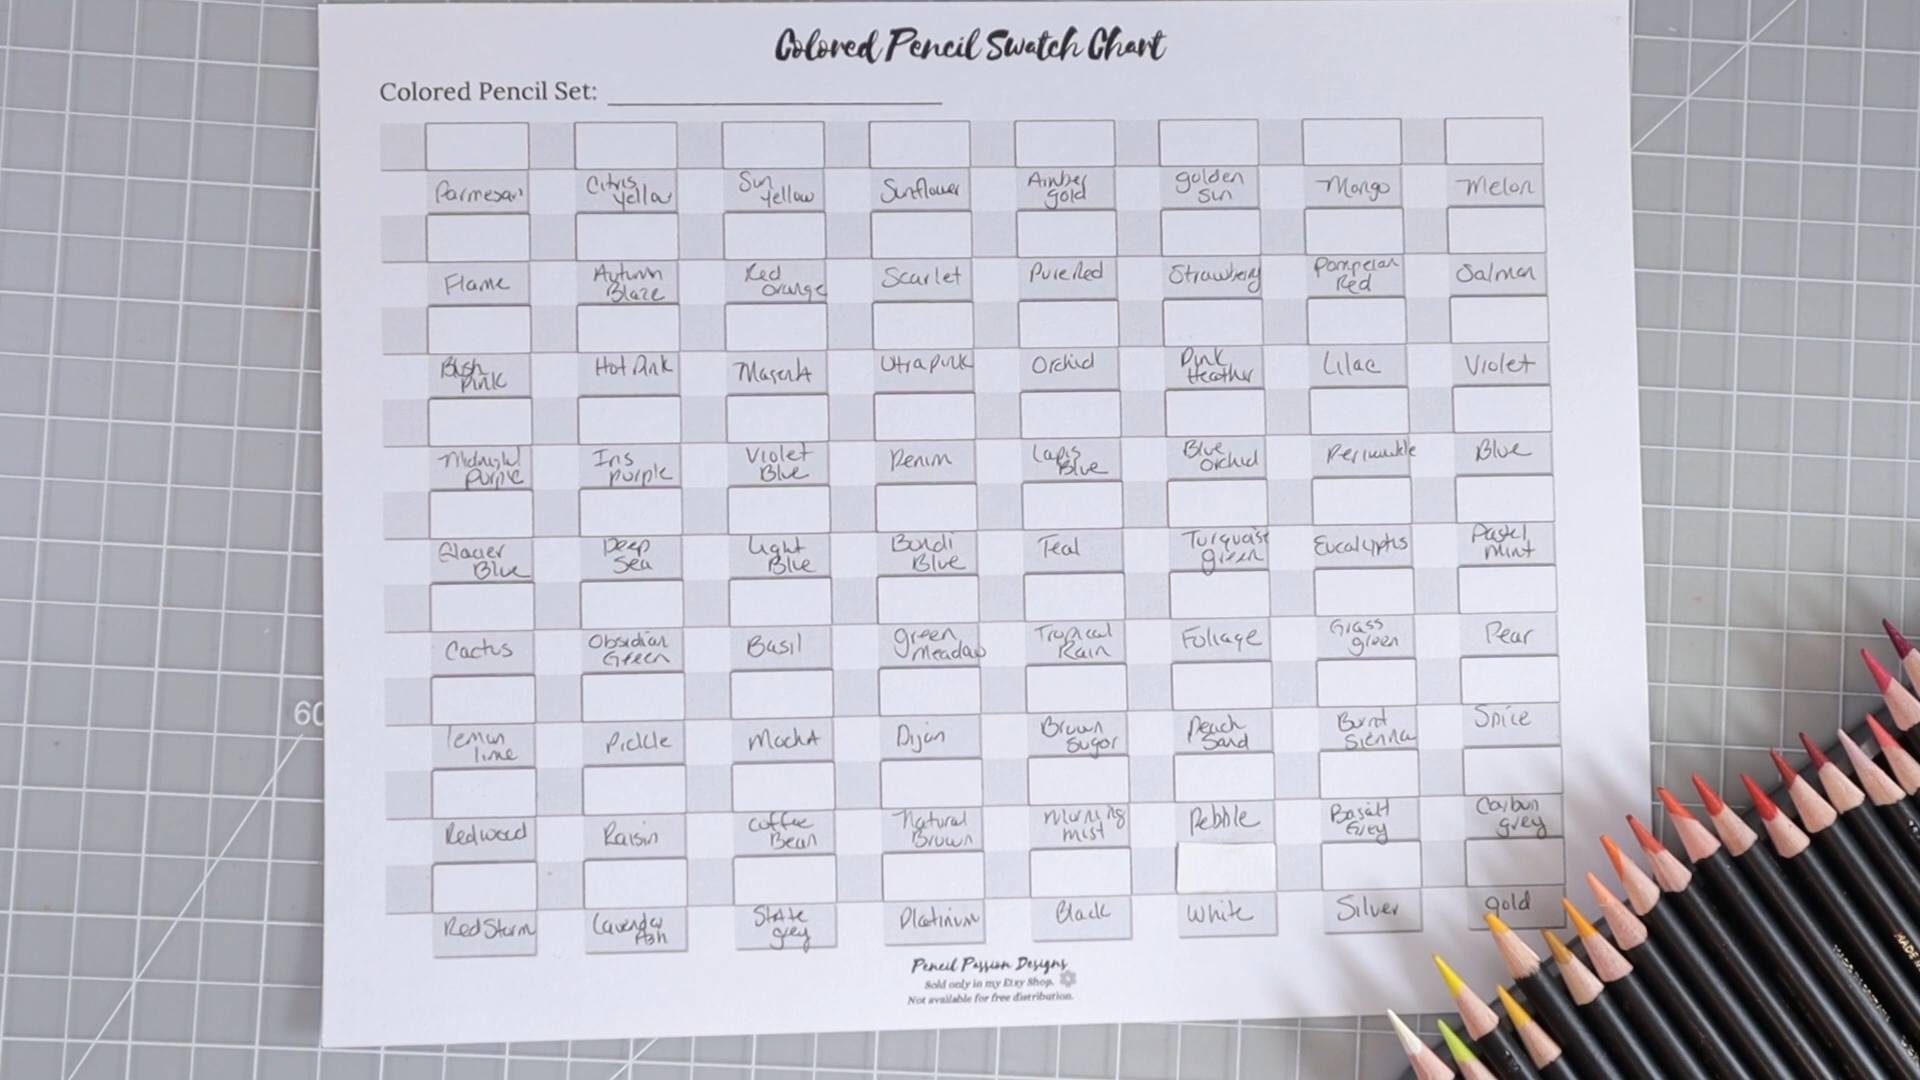 Colored Pencil Swatch Chart
Colored Pencil Set:
Parmesan Citris Yellow Sun Yellow Sunflower Amber Gold golden Sun Mango Melon
Flame Autumn Blaze Red Orange Scarlet Pure Red Strawberry Pompeian Red Salmon
Blush Pink Hot Pink MagentA Ultra pink Orchid Pink Heather Lilac Violet
Midnight Purple Iris purple Violet Blue Denim Lapis Blue Blue Orchid Periwinkle Blue
Glacier Blue Deep Sea Light Blue Bondi Blue Teal Turquoise green Eucalyptus Pastel mint
Cactus Obsidian Green Basil green meadow Tropical Rain Foliage Grass green Pear
lemon lime Pickle MochA Dijon Brown Sugar Peach Sand Burnt Sienna Spice
Redwood Raisin Coffee Bean Natural Brown Morning mist Pebble Basalt Grey Carbon grey
Red Storm Lavender Ash SlAte grey Platinum Black White Silver gold
Pencil Passion Designs
Sold only in my Etsy Shop.
Not available for free distribution.
60